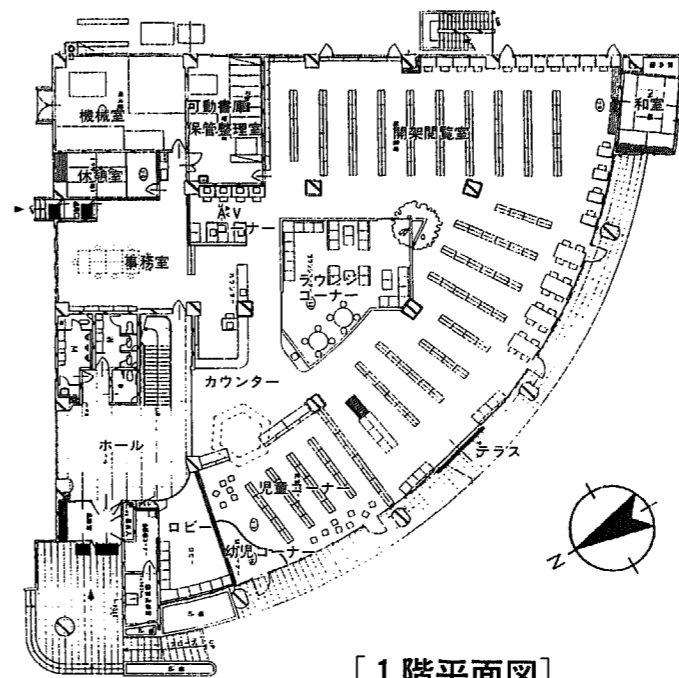 機械室
可動書庫
保管整理室
開架閲覧室
和室
休憩室
AV
コーナー
事務室
ラウンジ
コーナー
カウンター
ホール
テラス
児童コーナー
ロビー
幼児コーナー
N
[1階平面図]